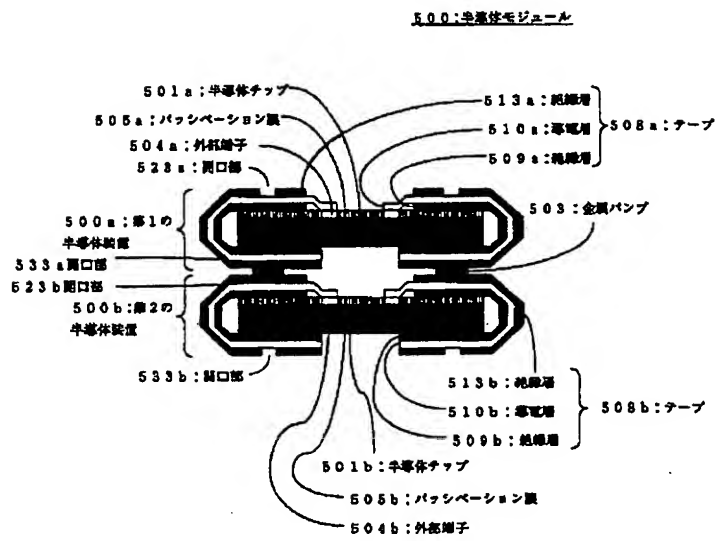 500:半導体モジュール
501a:半導体チップ
505a:パッシベーション膜
504a:外部端子
523a:開口部
500a:第1の
半導体装置
533a開口部
523b開口部
500b:第2の
半導体装置
533b:開口部
513a:絶縁層
510a:導電層
509a:絶縁層
508a:テープ
503:金属バンプ
513b:絶縁層
510b:導電層
509b:絶縁層
508b:テープ
501b:半導体チップ
505b:パッシベーション膜
504b:外部端子